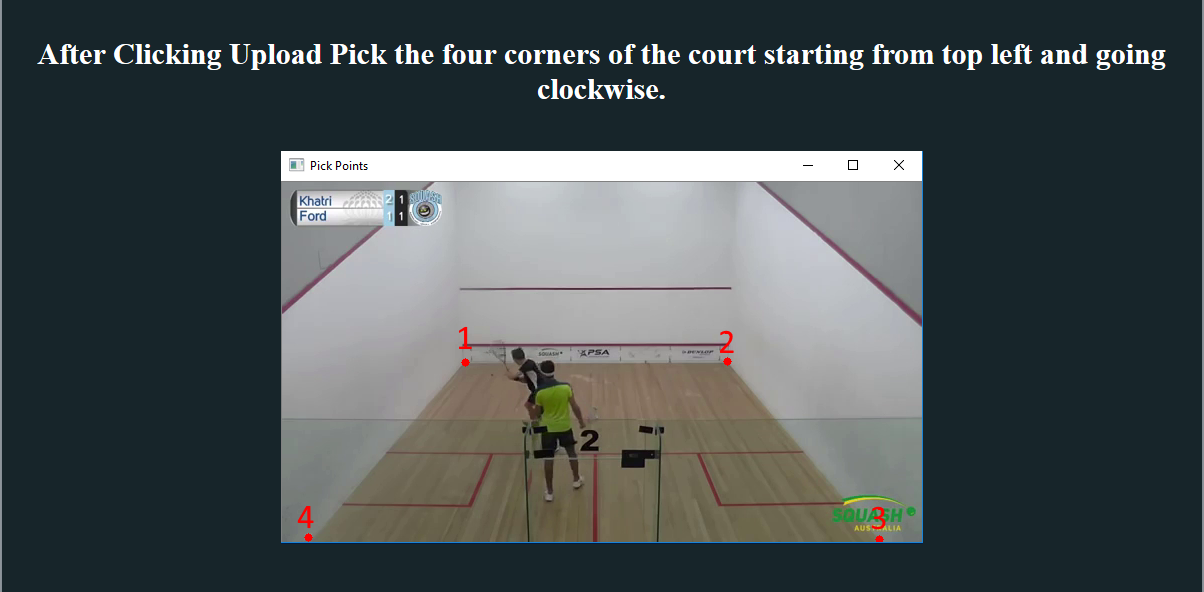 After Clicking Upload Pick the four corners of the court starting from top left and going
clockwise.
Pick Points
Khatri 2 1
Ford 1 1
SQUASH
1
2
SQUASH
PSA
DUNLOP
2
4
3
SQUASH
AUSTRALIA